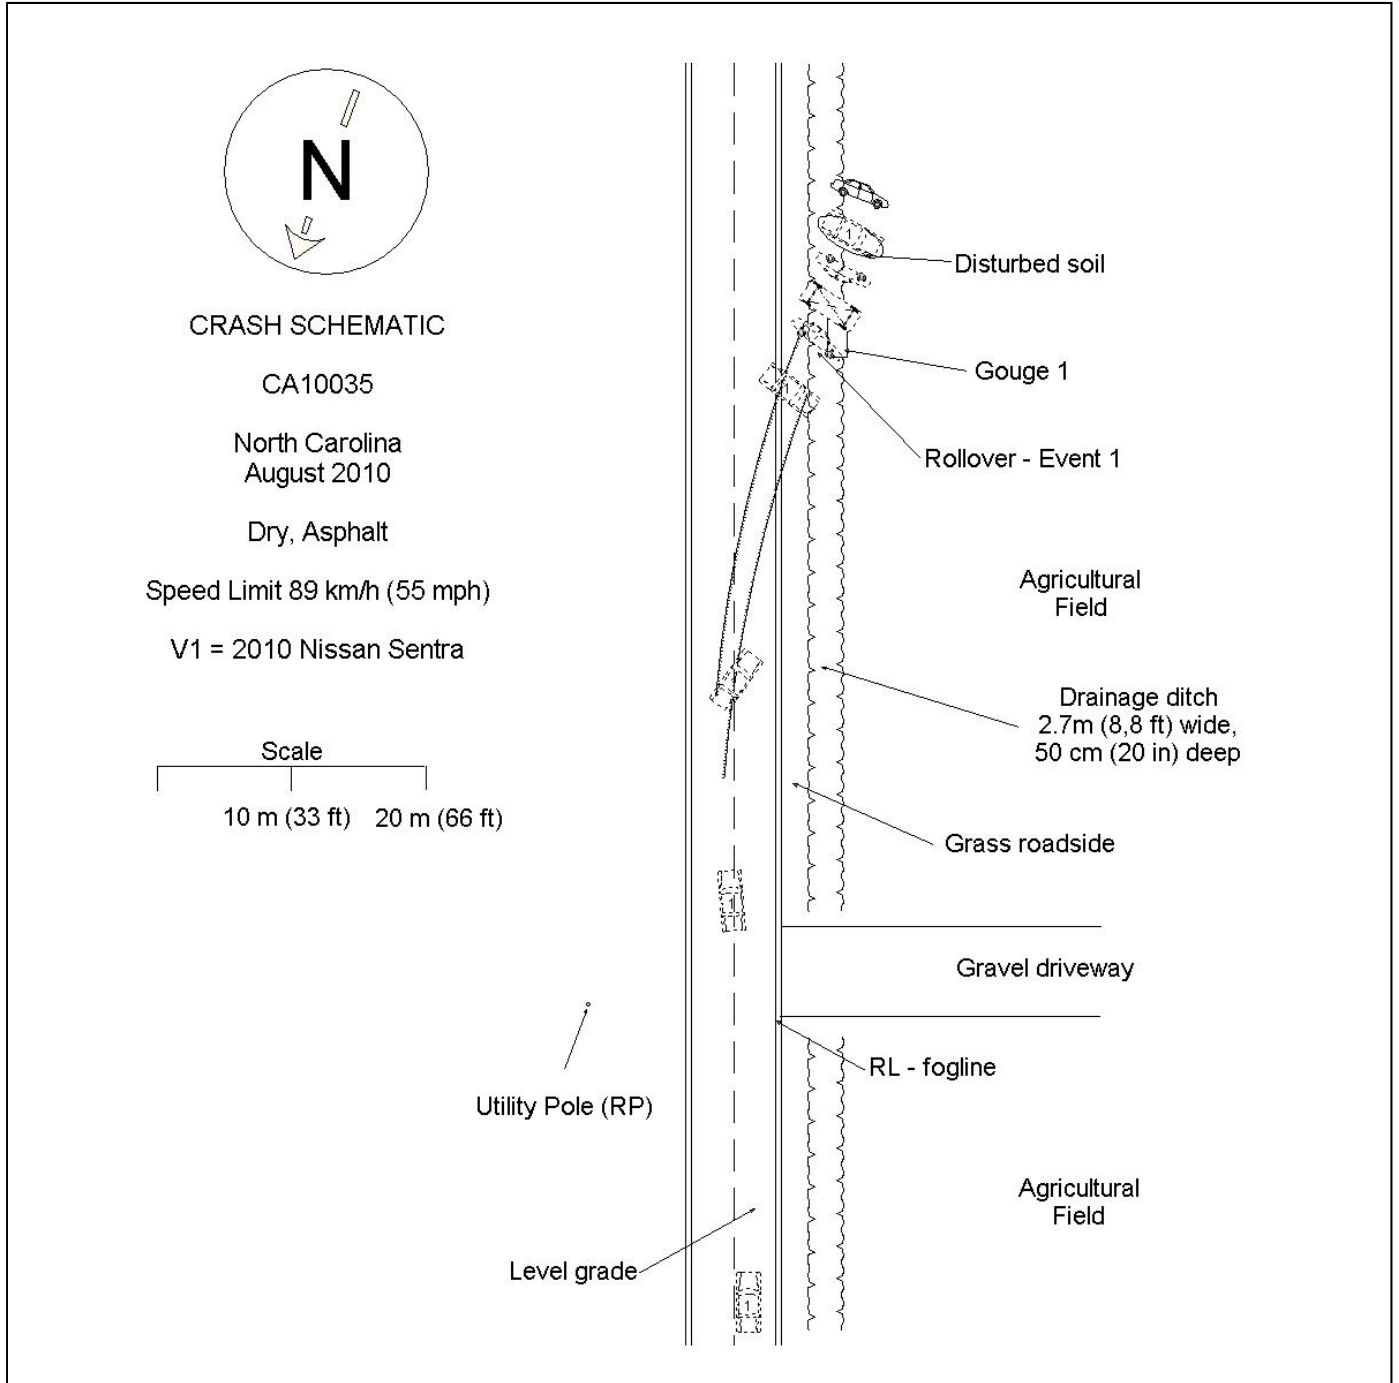 N
CRASH SCHEMATIC
CA10035
North Carolina
August 2010
Dry, Asphalt
Speed Limit 89 km/h (55 mph)
V1 = 2010 Nissan Sentra
Scale
10 m (33 ft) 20 m (66 ft)
1
Disturbed soil
Gouge 1
Rollover - Event 1
Agricultural
Field
Drainage ditch
2.7m (8,8 ft) wide,
50 cm (20 in) deep
Grass roadside
1
Gravel driveway
RL - fogline
Utility Pole (RP)
Agricultural
Field
Level grade
1